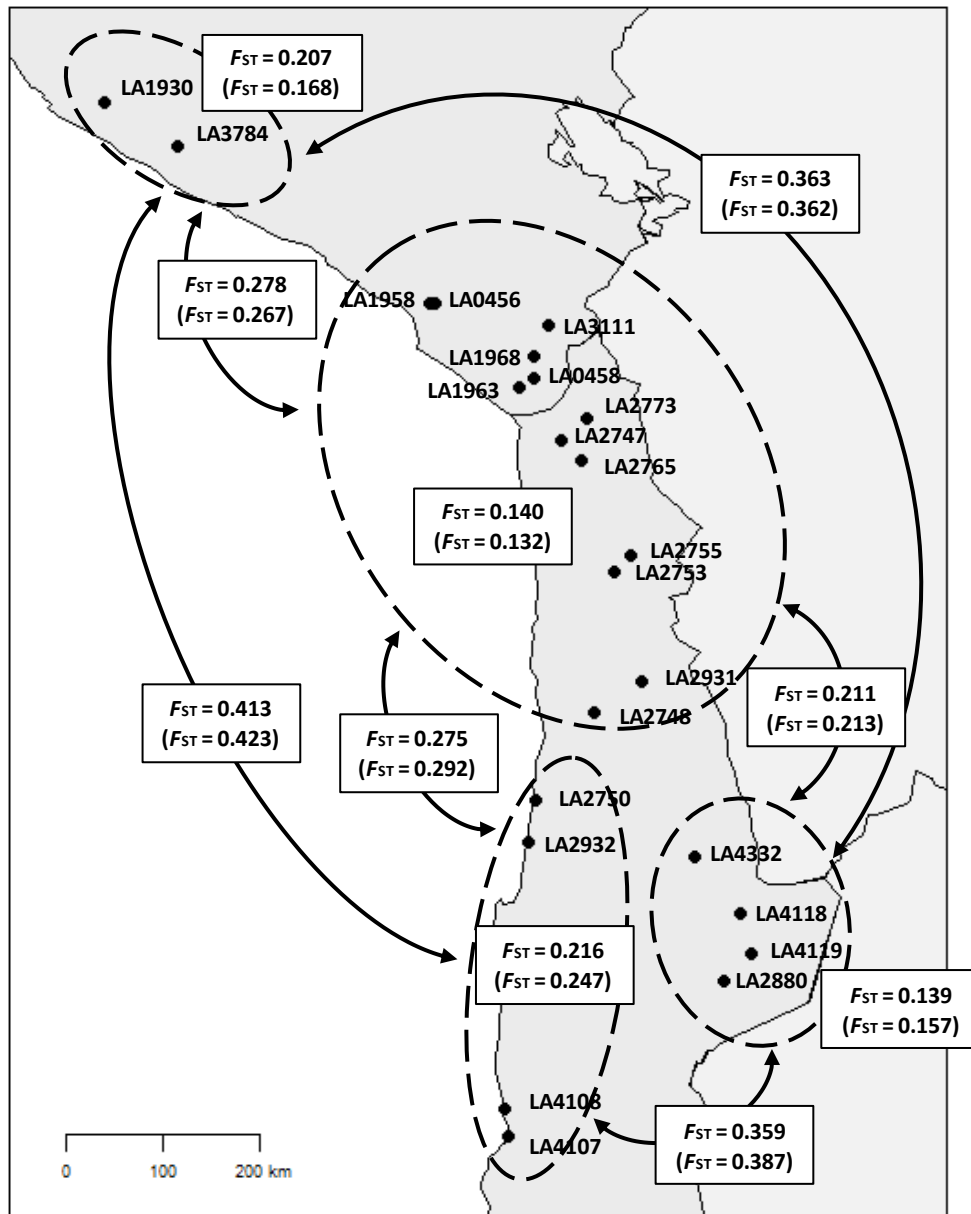 FST = 0.207
(FST = 0.168)
LA1930
LA3784
FST = 0.363
(FST = 0.362)
FST = 0.278
(FST = 0.267)
LA1958
LA0456
LA3111
LA1968
LA0458
LA1963
LA2773
LA2747
LA2765
FST = 0.140
(FST = 0.132)
LA2755
LA2753
LA2931
LA2748
FST = 0.413
(FST = 0.423)
FST = 0.275
(FST = 0.292)
FST = 0.211
(FST = 0.213)
LA2750
LA2932
LA4332
LA4118
LA4119
LA2880
FST = 0.216
(FST = 0.247)
FST = 0.139
(FST = 0.157)
LA4108
LA4107
FST = 0.359
(FST = 0.387)
0 100 200 km